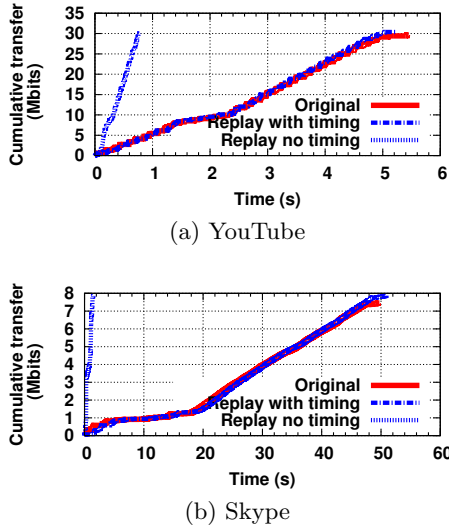 35
30
25
20
15
10
5
0
Cumulative transfer
(Mbits)
Original
Replay with timing
Replay no timing
0 1 2 3 4 5 6
Time (s)
(a) YouTube
8
7
6
5
4
3
2
1
0
Cumulative transfer
(Mbits)
Original
Replay with timing
Replay no timing
0 10 20 30 40 50 60
Time (s)
(b) Skype